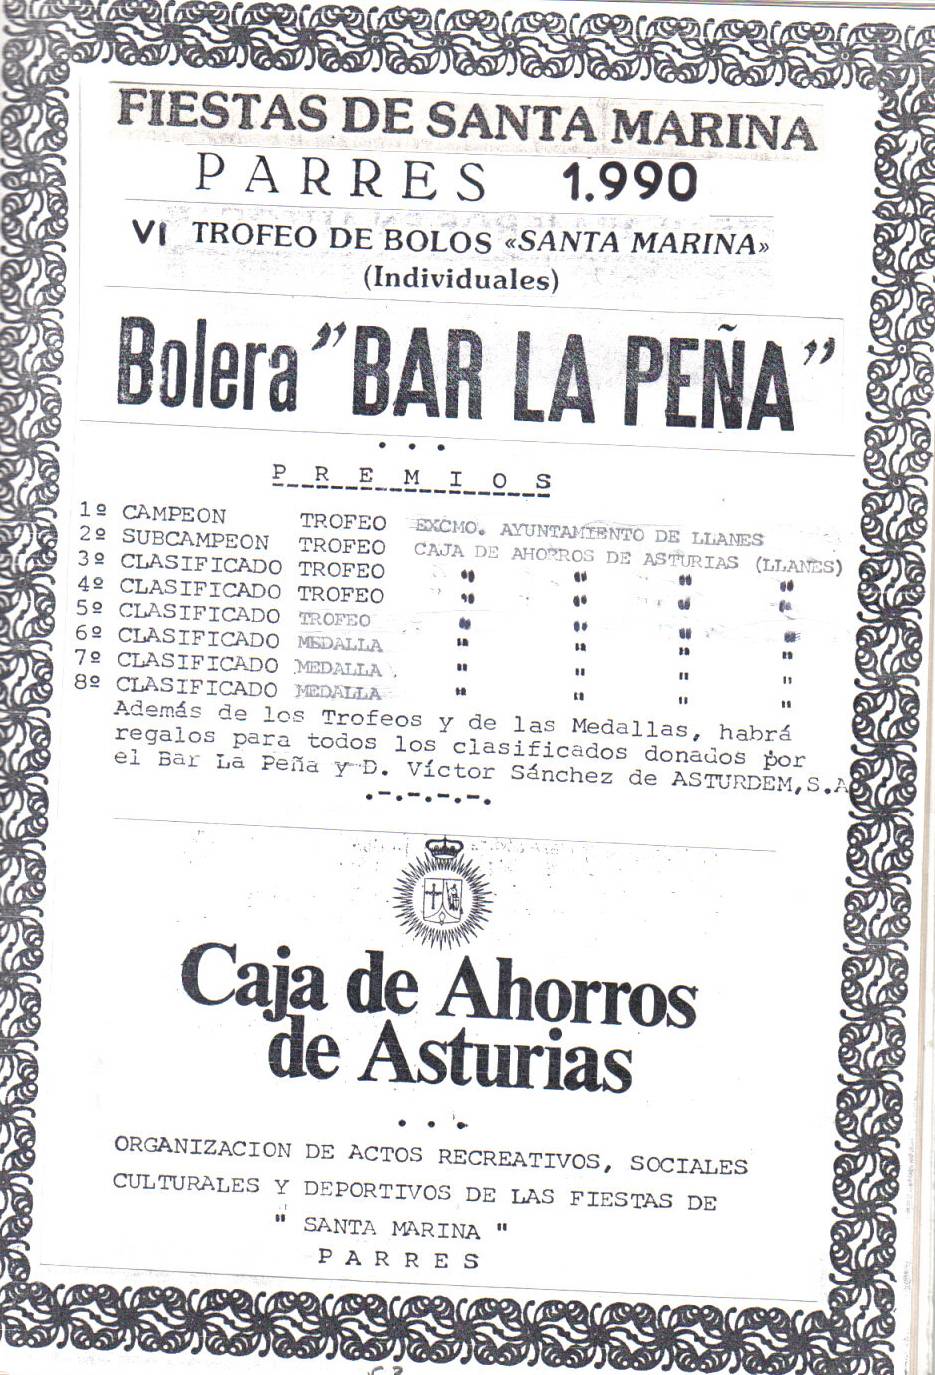 FIESTAS DE SANTA MARINA
PARRES 1.990
VI TROFEO DE BOLOS «SANTA MARINA»
(Individuales)
Bolera "BAR LA PEÑA"
...
PREMIOS
1º CAMPEON TROFEO EXCMO. AYUNTAMIENTO DE LLANES
2º SUBCAMPEON TROFEO CAJA DE AHORROS DE ASTURIAS (LLANES)
3º CLASIFICADO TROFEO " " " "
4º CLASIFICADO TROFEO " " " "
5º CLASIFICADO TROFEO " " " "
6º CLASIFICADO MEDALLA " " " "
7º CLASIFICADO MEDALLA " " " "
8º CLASIFICADO MEDALLA " " " "
Además de los Trofeos y de las Medallas, habrá
regalos para todos los clasificados donados por
el Bar La Peña y D. Víctor Sánchez de ASTURDEM,S.A
.-.-.-.-.
Caja de Ahorros
de Asturias
...
ORGANIZACION DE ACTOS RECREATIVOS, SOCIALES
CULTURALES Y DEPORTIVOS DE LAS FIESTAS DE
" SANTA MARINA "
PARRES